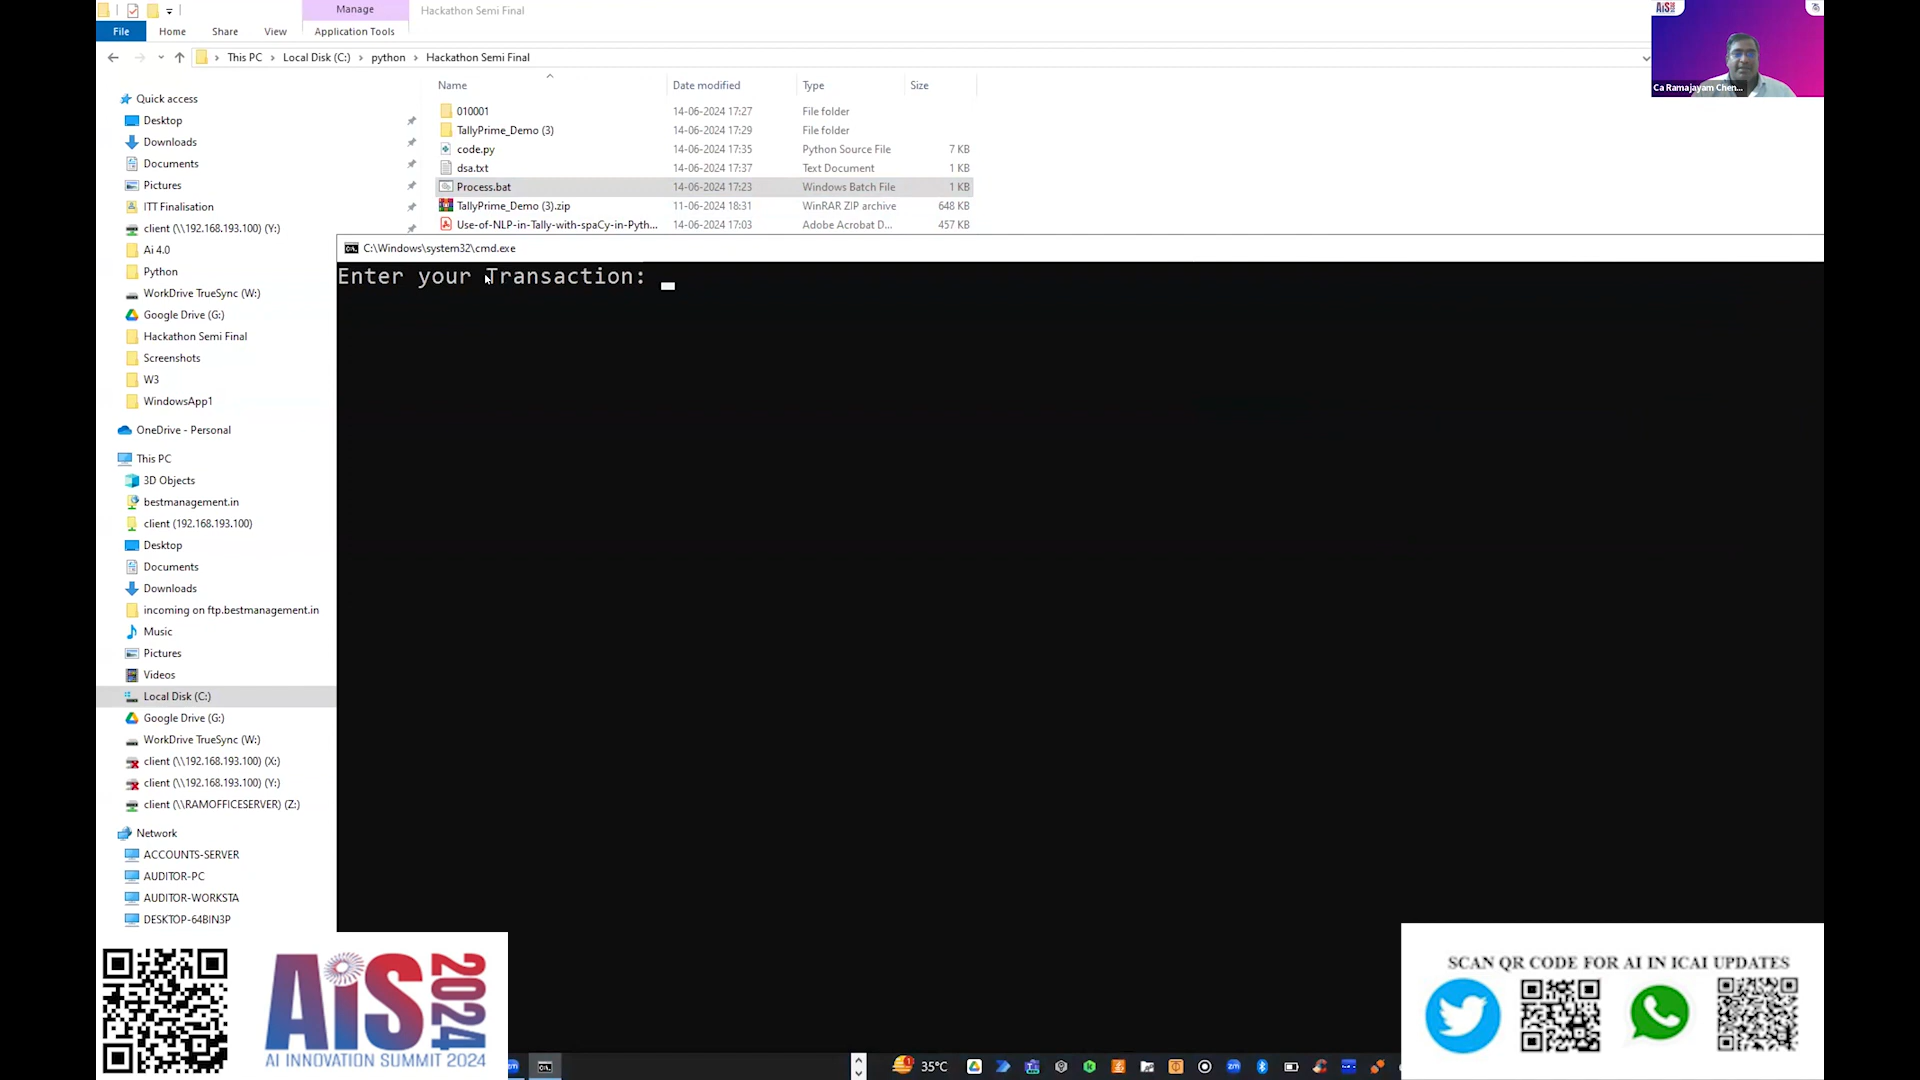 Manage
Hackathon Semi Final
File
Home
Share
View
Application Tools
This PC
Local Disk (C:)
python
Hackathon Semi Final
Name
Date modified
Type
Size
010001
14-06-2024 17:27
File folder
TallyPrime_Demo (3)
14-06-2024 17:29
File folder
code.py
14-06-2024 17:35
Python Source File
7 KB
dsa.txt
14-06-2024 17:37
Text Document
1 KB
Process.bat
14-06-2024 17:23
Windows Batch File
1 KB
TallyPrime_Demo (3).zip
11-06-2024 18:31
WinRAR ZIP archive
648 KB
Use-of-NLP-in-Tally-with-spaCy-in-Pyth...
14-06-2024 17:03
Adobe Acrobat D...
457 KB
Quick access
Desktop
Downloads
Documents
Pictures
ITT Finalisation
client (\\192.168.193.100) (Y:)
Ai 4.0
Python
WorkDrive TrueSync (W:)
Google Drive (G:)
Hackathon Semi Final
Screenshots
W3
WindowsApp1
OneDrive - Personal
This PC
3D Objects
bestmanagement.in
client (192.168.193.100)
Desktop
Documents
Downloads
incoming on ftp.bestmanagement.in
Music
Pictures
Videos
Local Disk (C:)
Google Drive (G:)
WorkDrive TrueSync (W:)
client (\\192.168.193.100) (X:)
client (\\192.168.193.100) (Y:)
client (\\RAMOFFICESERVER) (Z:)
Network
ACCOUNTS-SERVER
AUDITOR-PC
AUDITOR-WORKSTA
DESKTOP-64BIN3P
C:\Windows\system32\cmd.exe
Enter your Transaction:
AiS
Ca Ramajayam Chen...
AiS 2024
AI INNOVATION SUMMIT 2024
35°C
SCAN QR CODE FOR AI IN ICAI UPDATES